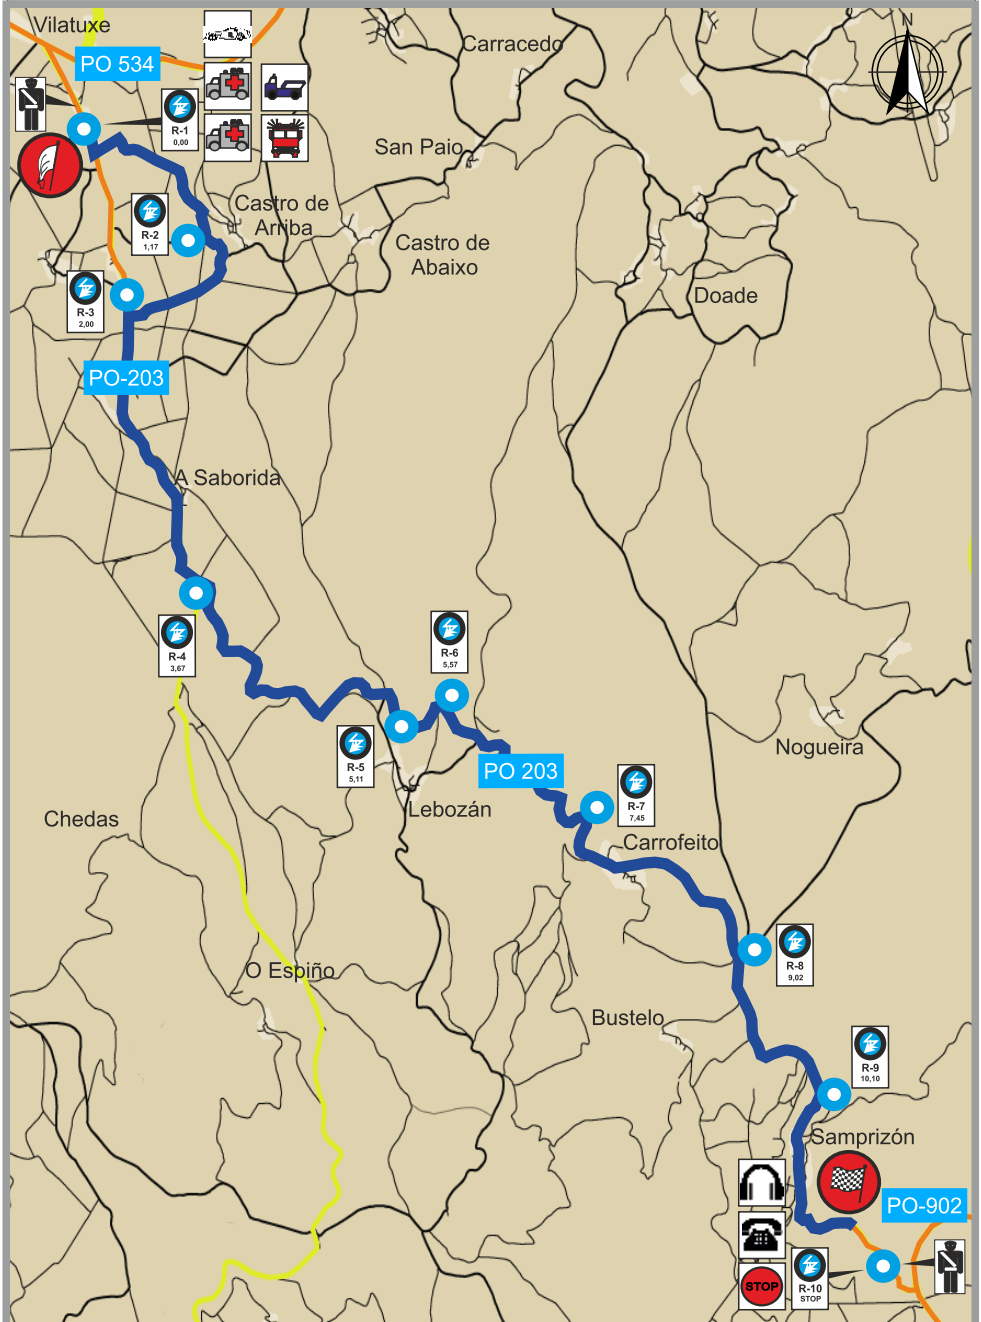 Vilatuxe
N
Carracedo
PO 534
R-1
0,00
San Paio
Castro de
Arriba
R-2
1,17
Castro de
Abaixo
R-3
2,00
Doade
PO-203
A Saborida
R-4
3,67
R-6
5,57
R-5
5,11
Nogueira
PO 203
R-7
7,45
Lebozán
Chedas
Carrofeito
R-8
9,02
O Espiño
Bustelo
R-9
10,10
Samprizón
PO-902
STOP
R-10
STOP